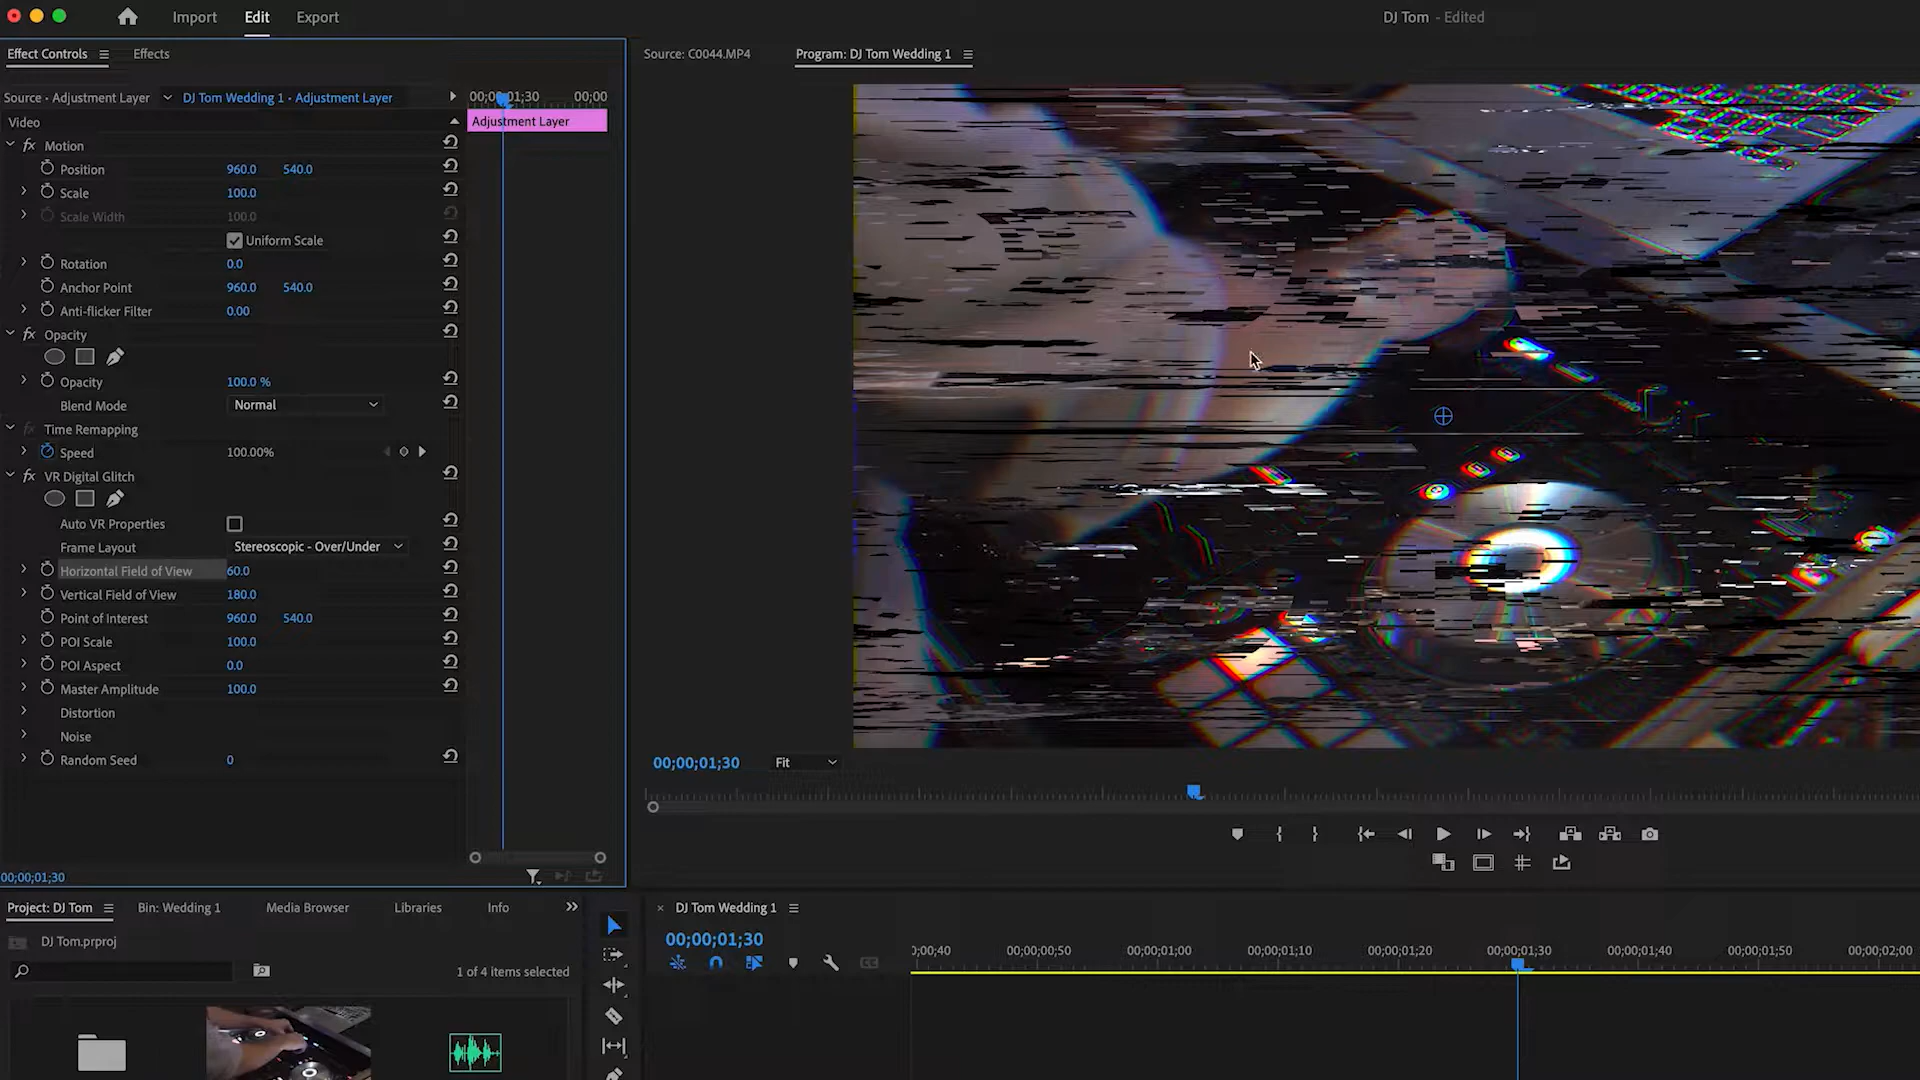 Import
Edit
Export
DJ Tom - Edited
Effect Controls
Effects
Source: C0044.MP4
Program: DJ Tom Wedding 1
Source · Adjustment Layer
DJ Tom Wedding 1 · Adjustment Layer
00;00;01;30
00;00
Video
Adjustment Layer
fx Motion
Position 960.0 540.0
Scale 100.0
Scale Width 100.0
Uniform Scale
Rotation 0.0
Anchor Point 960.0 540.0
Anti-flicker Filter 0.00
fx Opacity
Opacity 100.0 %
Blend Mode Normal
fx Time Remapping
Speed 100.00%
fx VR Digital Glitch
Auto VR Properties
Frame Layout Stereoscopic - Over/Under
Horizontal Field of View 60.0
Vertical Field of View 180.0
Point of Interest 960.0 540.0
POI Scale 100.0
POI Aspect 0.0
Master Amplitude 100.0
Distortion
Noise
Random Seed 0
00;00;01;30
Fit
00;00;01;30
Project: DJ Tom
Bin: Wedding 1
Media Browser
Libraries
Info
DJ Tom.prproj
1 of 4 items selected
× DJ Tom Wedding 1
00;00;01;30
;00;00;40
00;00;00;50
00;00;01;00
00;00;01;10
00;00;01;20
00;00;01;30
00;00;01;40
00;00;01;50
00;00;02;00